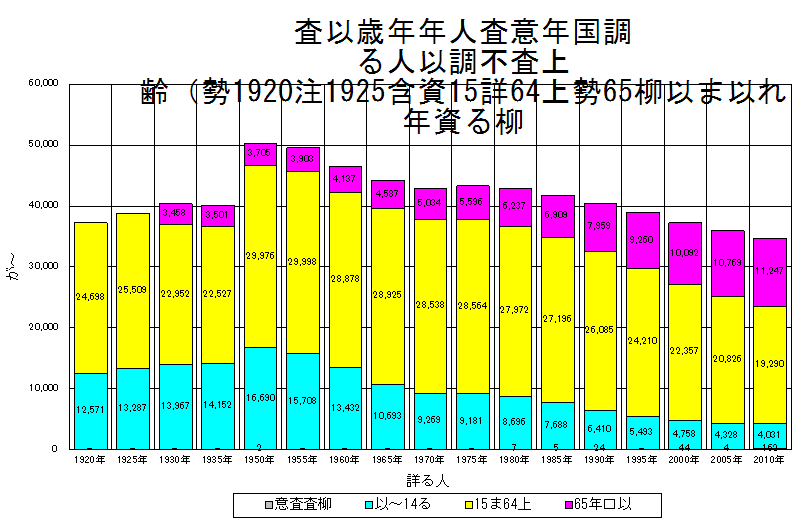 査以歳年年人査意年国調
る人以調不査上
齢（勢1920注1925含資15詳64上勢65柳以ま以れ
年資る柳
60,000
50,000
40,000
30,000
20,000
10,000
0
が〜
3,705 3,903
4,137
4,537
3,458 3,501 5,034 5,596 5,237 6,909 7,959 9,250 10,092 10,769 11,247
24,698 25,509 22,952 22,527 29,976 29,998 28,878 28,925 28,538 28,564 27,972 27,195 26,085 24,210 22,357 20,826 19,290
12,571 13,287 13,967 14,152 16,690 15,708 13,432 10,693 9,259 9,181 8,695 7,688 6,410 5,493 4,758 4,328 4,031
2 7 5 24 44 4 163
1920年 1925年 1930年 1935年 1950年 1955年 1960年 1965年 1970年 1975年 1980年 1985年 1990年 1995年 2000年 2005年 2010年
詳る人
意査査柳 以〜14る 15ま64上 65年口以